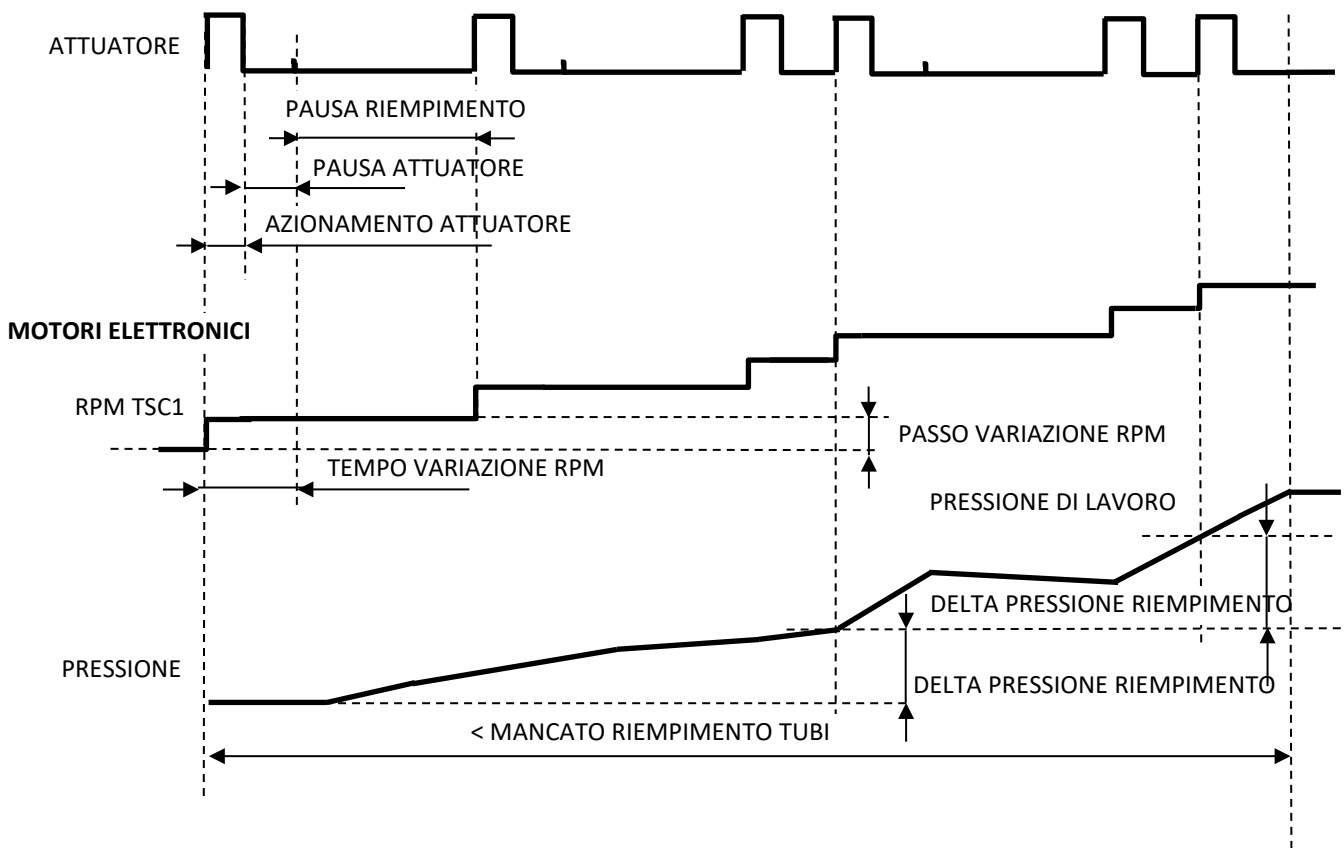 ATTUATORE
PAUSA RIEMPIMENTO
PAUSA ATTUATORE
AZIONAMENTO ATTUATORE
MOTORI ELETTRONICI
RPM TSC1
PASSO VARIAZIONE RPM
TEMPO VARIAZIONE RPM
PRESSIONE DI LAVORO
DELTA PRESSIONE RIEMPIMENTO
PRESSIONE
DELTA PRESSIONE RIEMPIMENTO
< MANCATO RIEMPIMENTO TUBI